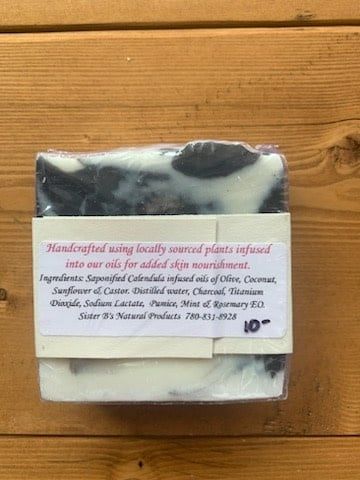 Handcrafted using locally sourced plants infused
into our oils for added skin nourishment.
Ingredients: Saponified Calendula infused oils of Olive, Coconut,
Sunflower & Castor. Distilled water, Charcoal, Titanium
Dioxide, Sodium Lactate, Pumice, Mint & Rosemary E.O.
Sister B's Natural Products 780-831-8928
10-